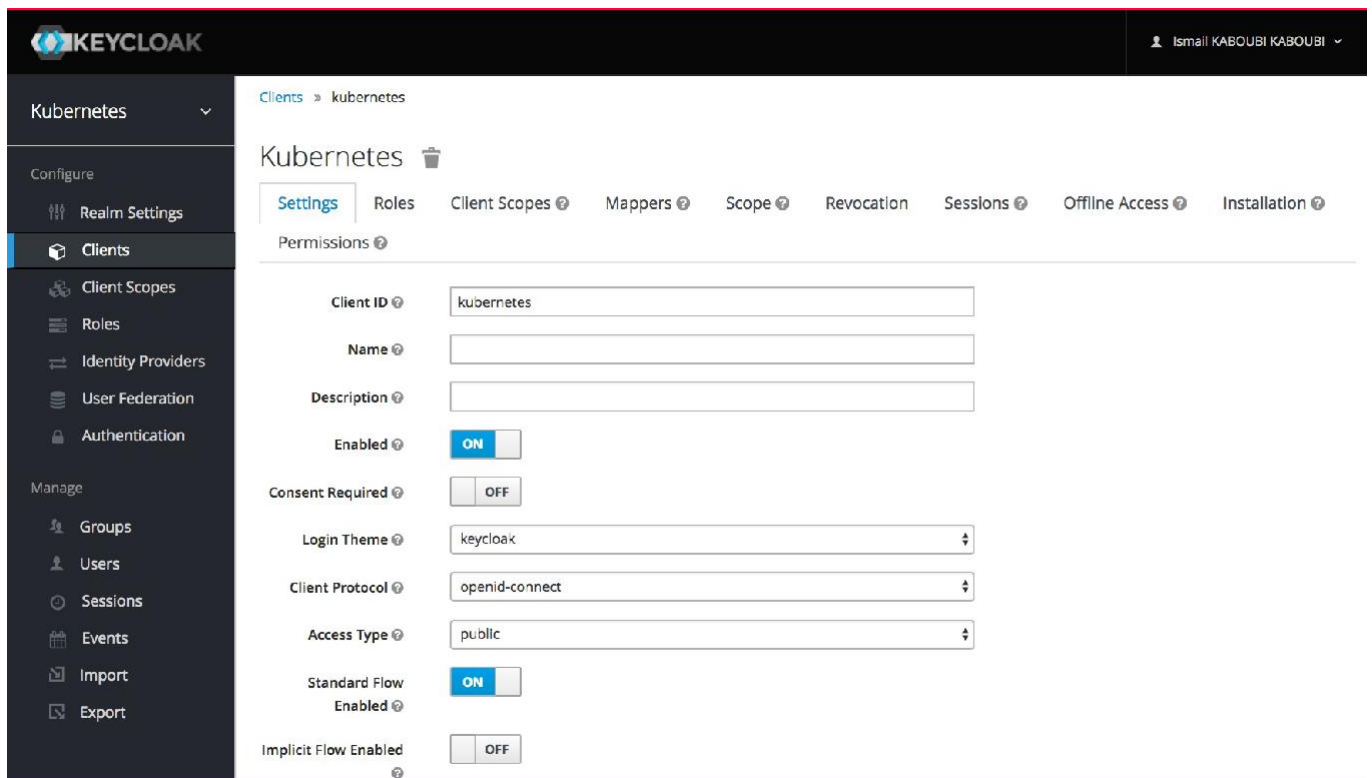 KEYCLOAK
Ismail KABOUBI KABOUBI
Kubernetes
Configure
Realm Settings
Clients
Client Scopes
Roles
Identity Providers
User Federation
Authentication
Manage
Groups
Users
Sessions
Events
Import
Export
Clients » kubernetes
Kubernetes
Settings Roles Client Scopes Mappers Scope Revocation Sessions Offline Access Installation
Permissions
Client ID kubernetes
Name
Description
Enabled ON
Consent Required OFF
Login Theme keycloak
Client Protocol openid-connect
Access Type public
Standard Flow ON
Enabled
Implicit Flow Enabled OFF